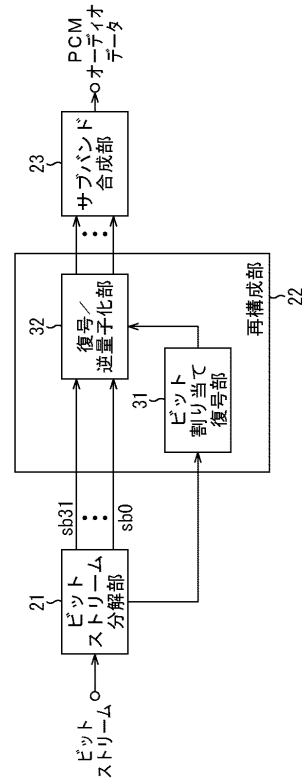 ビット
ストリーム
21
ビット
ストリーム
分解部
sb31
sb0
31
ビット
割り当て
復号部
32
復号／
逆量子化部
再構成部
22
23
サブバンド
合成部
PCM
オーディオ
データ